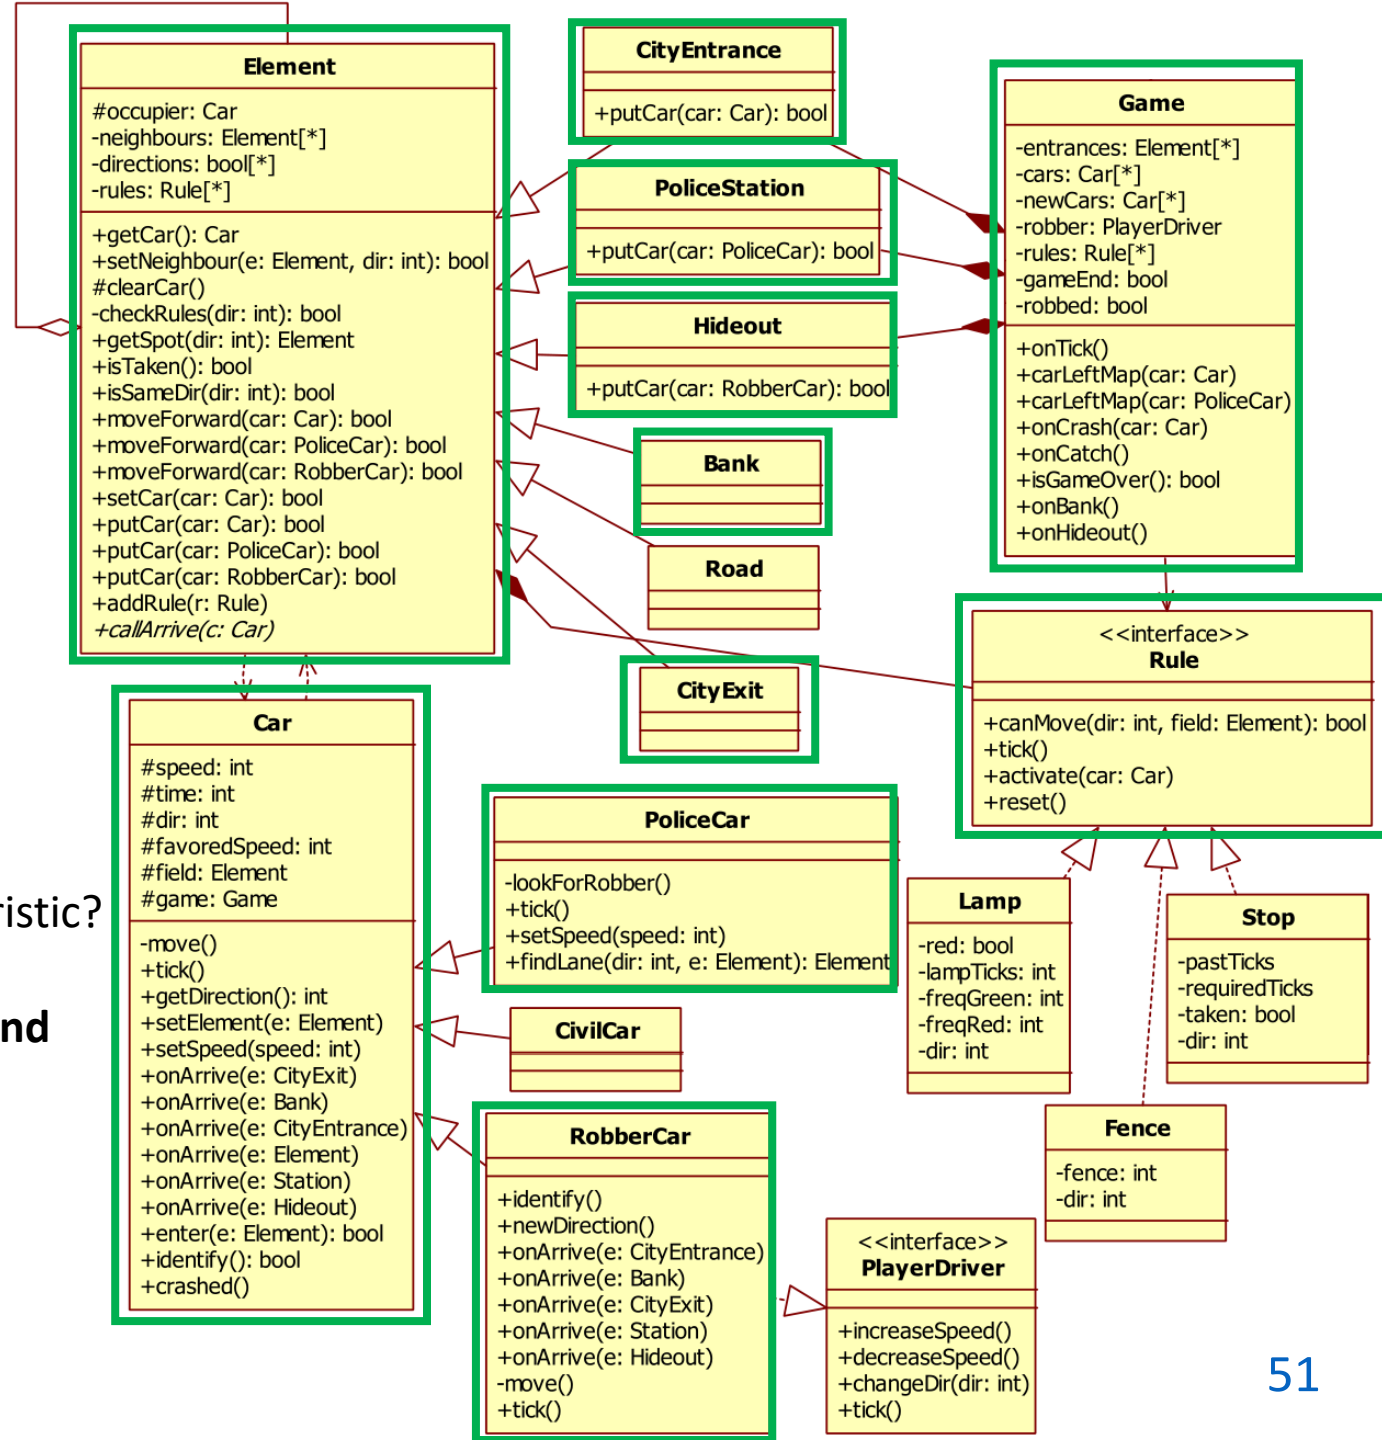 Element
#occupier: Car
-neighbours: Element[*]
-directions: bool[*]
-rules: Rule[*]
+getCar(): Car
+setNeighbour(e: Element, dir: int): bool
#clearCar()
-checkRules(dir: int): bool
+getSpot(dir: int): Element
+isTaken(): bool
+isSameDir(dir: int): bool
+moveForward(car: Car): bool
+moveForward(car: PoliceCar): bool
+moveForward(car: RobberCar): bool
+setCar(car: Car): bool
+putCar(car: Car): bool
+putCar(car: PoliceCar): bool
+putCar(car: RobberCar): bool
+addRule(r: Rule)
+callArrive(c: Car)
CityEntrance
+putCar(car: Car): bool
PoliceStation
+putCar(car: PoliceCar): bool
Hideout
+putCar(car: RobberCar): bool
Bank
Road
CityExit
Game
-entrances: Element[*]
-cars: Car[*]
-newCars: Car[*]
-robber: PlayerDriver
-rules: Rule[*]
-gameEnd: bool
-robbed: bool
+onTick()
+carLeftMap(car: Car)
+carLeftMap(car: PoliceCar)
+onCrash(car: Car)
+onCatch()
+isGameOver(): bool
+onBank()
+onHideout()
<<interface>>
Rule
+canMove(dir: int, field: Element): bool
+tick()
+activate(car: Car)
+reset()
ristic?
nd
Car
#speed: int
#time: int
#dir: int
#favoredSpeed: int
#field: Element
#game: Game
-move()
+tick()
+getDirection(): int
+setElement(e: Element)
+setSpeed(speed: int)
+onArrive(e: CityExit)
+onArrive(e: Bank)
+onArrive(e: CityEntrance)
+onArrive(e: Element)
+onArrive(e: Station)
+onArrive(e: Hideout)
+enter(e: Element): bool
+identify(): bool
+crashed()
PoliceCar
-lookForRobber()
+tick()
+setSpeed(speed: int)
+findLane(dir: int, e: Element): Element
CivilCar
RobberCar
+identify()
+newDirection()
+onArrive(e: CityEntrance)
+onArrive(e: Bank)
+onArrive(e: CityExit)
+onArrive(e: Station)
+onArrive(e: Hideout)
-move()
+tick()
<<interface>>
PlayerDriver
+increaseSpeed()
+decreaseSpeed()
+changeDir(dir: int)
+tick()
Lamp
-red: bool
-lampTicks: int
-freqGreen: int
-freqRed: int
-dir: int
Stop
-pastTicks
-requiredTicks
-taken: bool
-dir: int
Fence
-fence: int
-dir: int
51